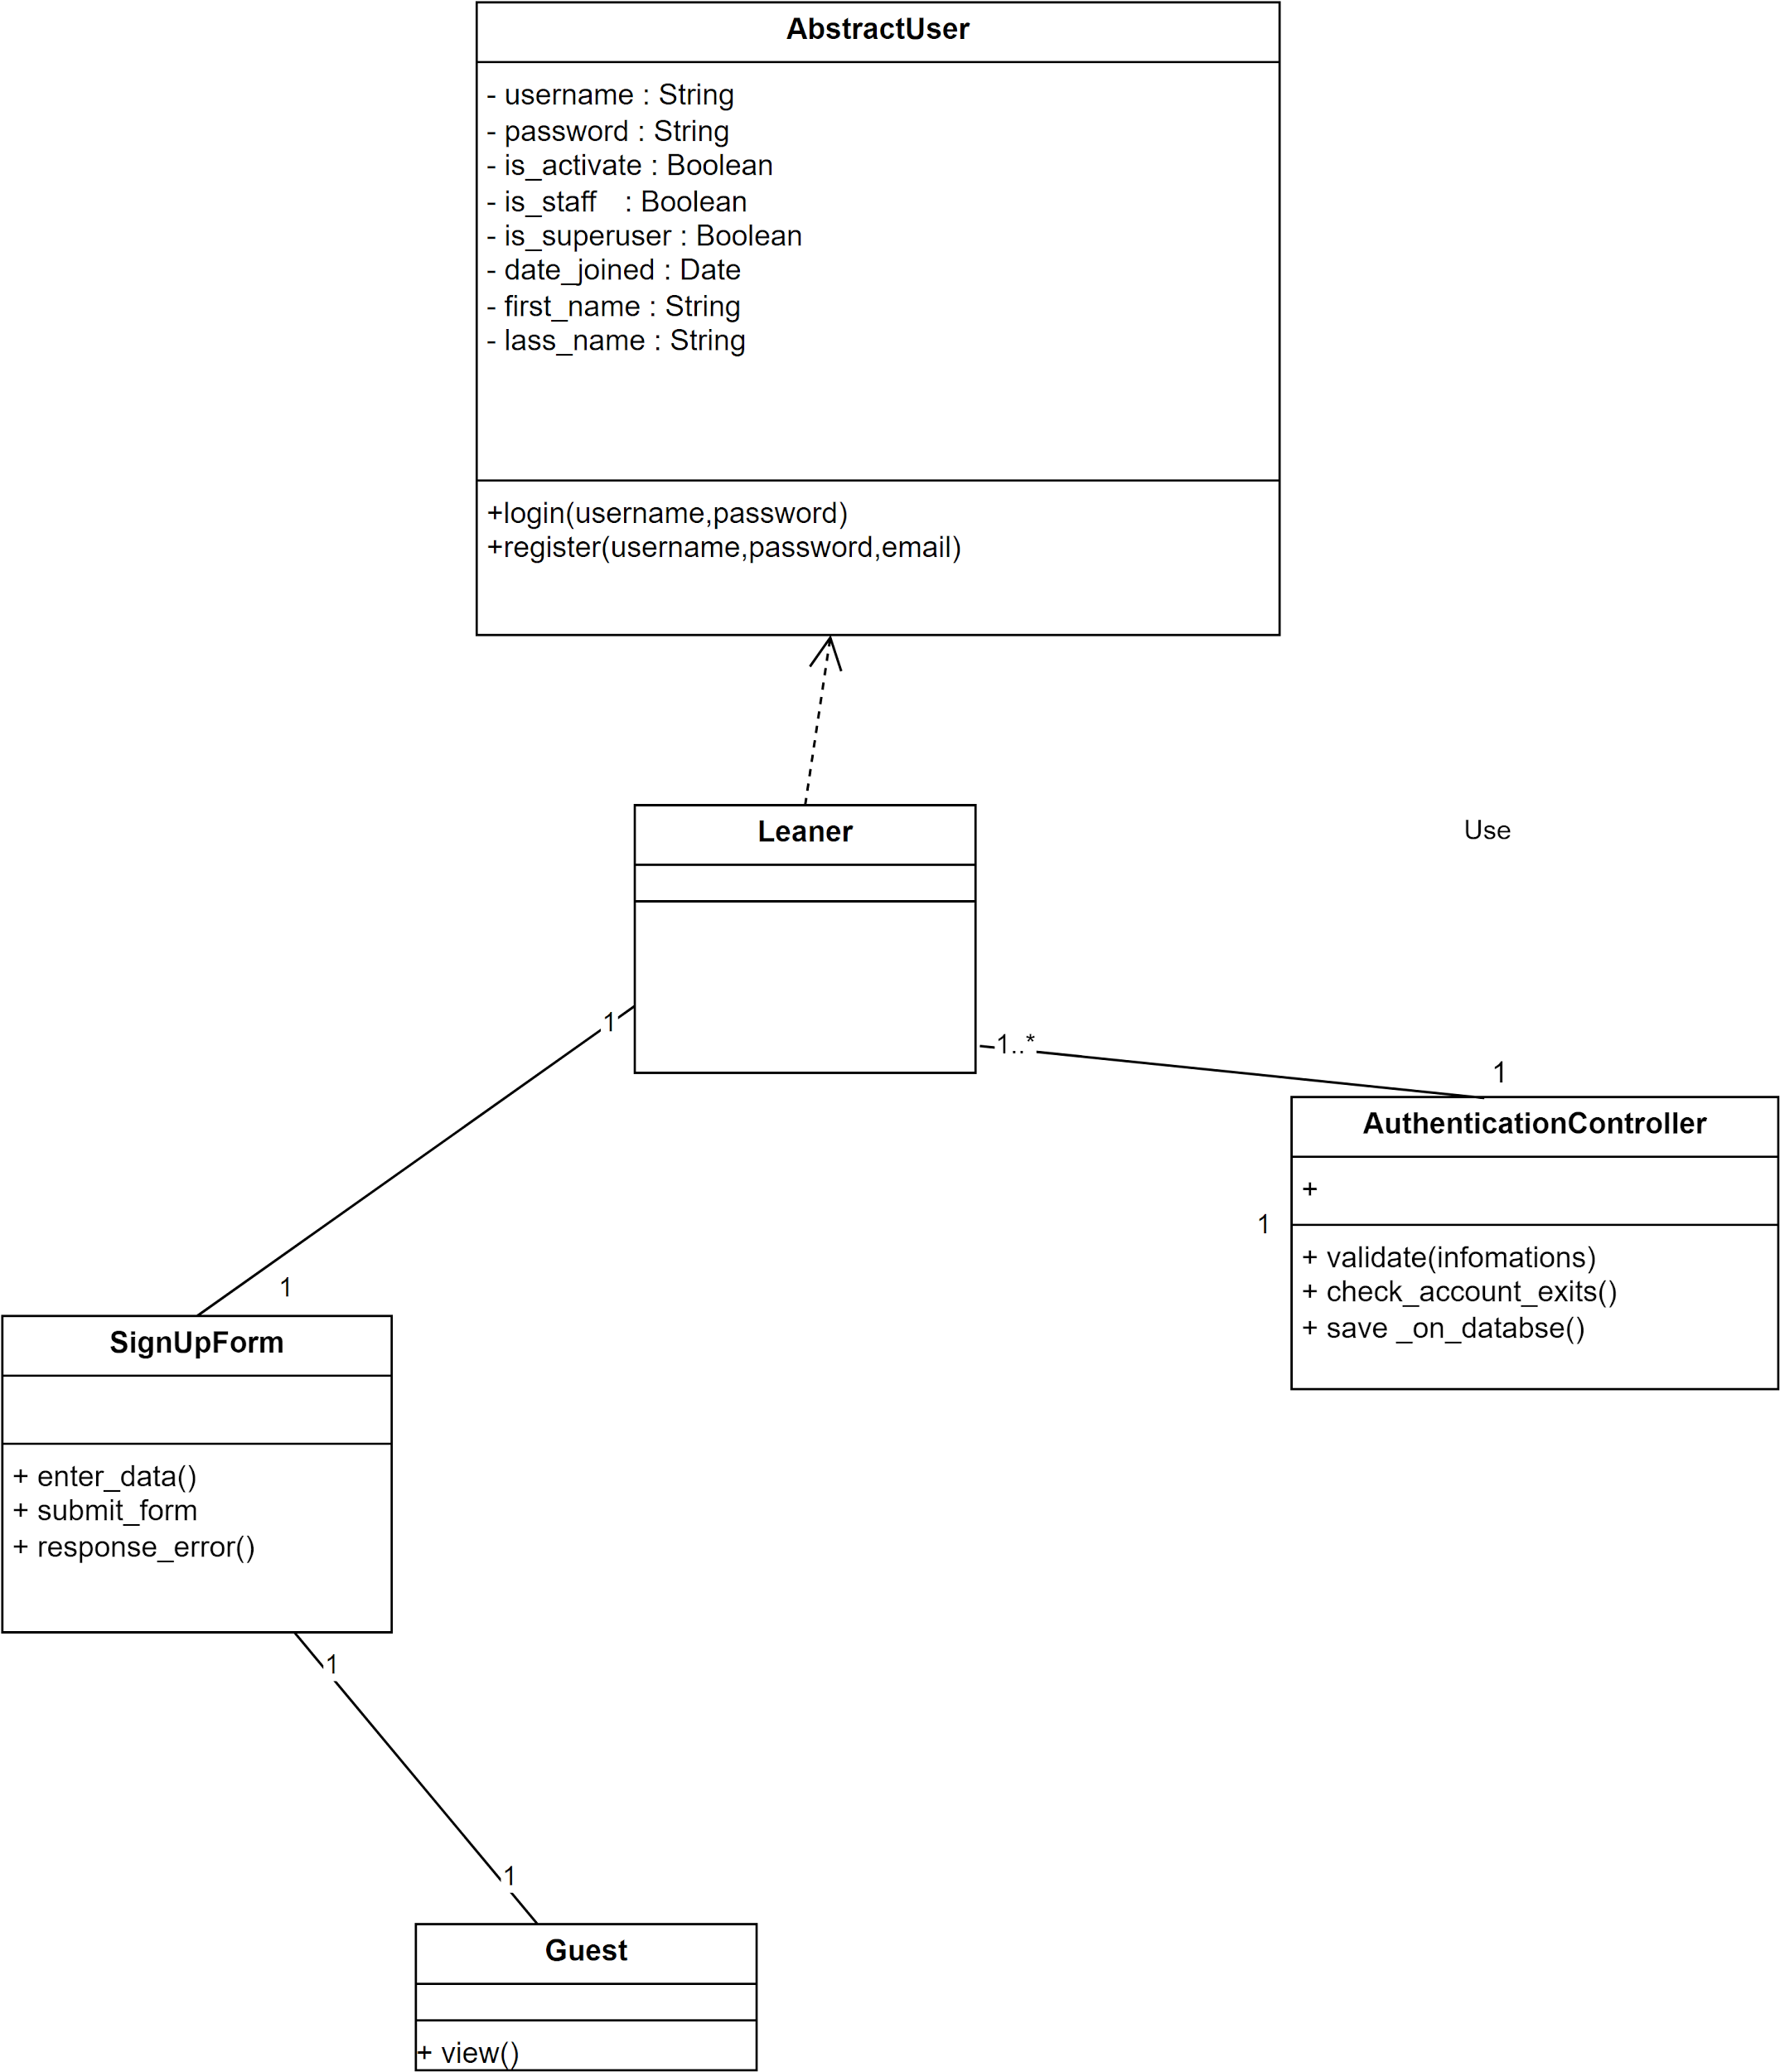 AbstractUser
- username : String
- password : String
- is_activate : Boolean
- is_staff : Boolean
- is_superuser : Boolean
- date_joined : Date
- first_name : String
- lass_name : String
+login(username,password)
+register(username,password,email)
Leaner
Use
1
1..*
1
AuthenticationController
+
1
+ validate(infomations)
+ check_account_exits()
+ save _on_databse()
1
SignUpForm
+ enter_data()
+ submit_form
+ response_error()
1
1
Guest
+ view()